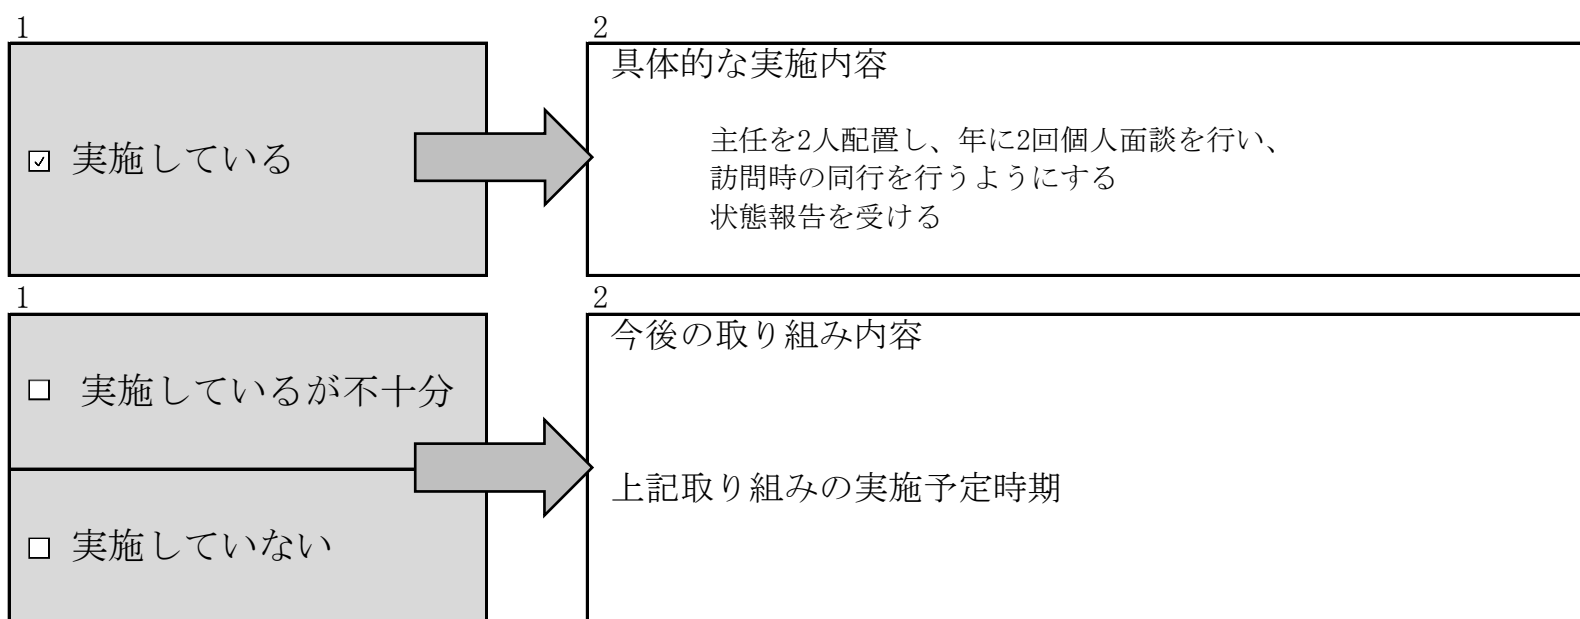 1
2
☑ 実施している
具体的な実施内容
主任を2人配置し、年に2回個人面談を行い、
訪問時の同行を行うようにする
状態報告を受ける
1
2
□ 実施しているが不十分
□ 実施していない
今後の取り組み内容
上記取り組みの実施予定時期